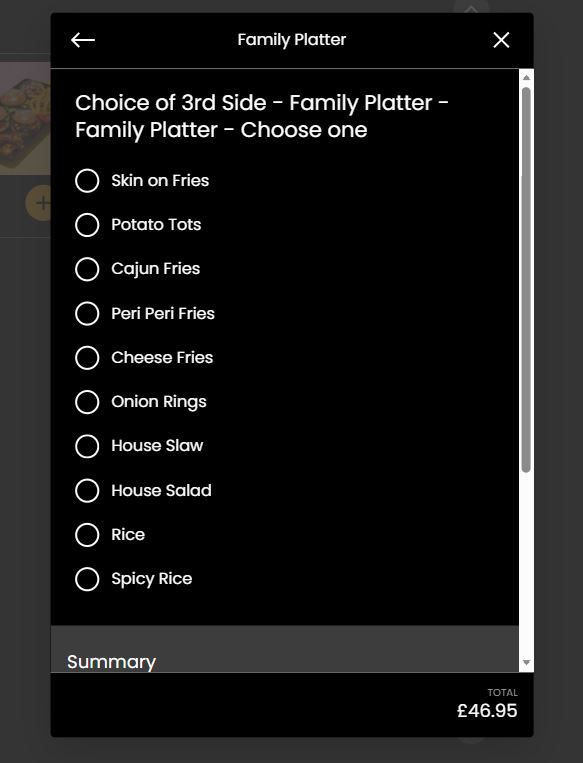 Family Platter
Choice of 3rd Side - Family Platter -
Family Platter - Choose one
Skin on Fries
Potato Tots
Cajun Fries
Peri Peri Fries
Cheese Fries
Onion Rings
House Slaw
House Salad
Rice
Spicy Rice
Summary
TOTAL
£46.95